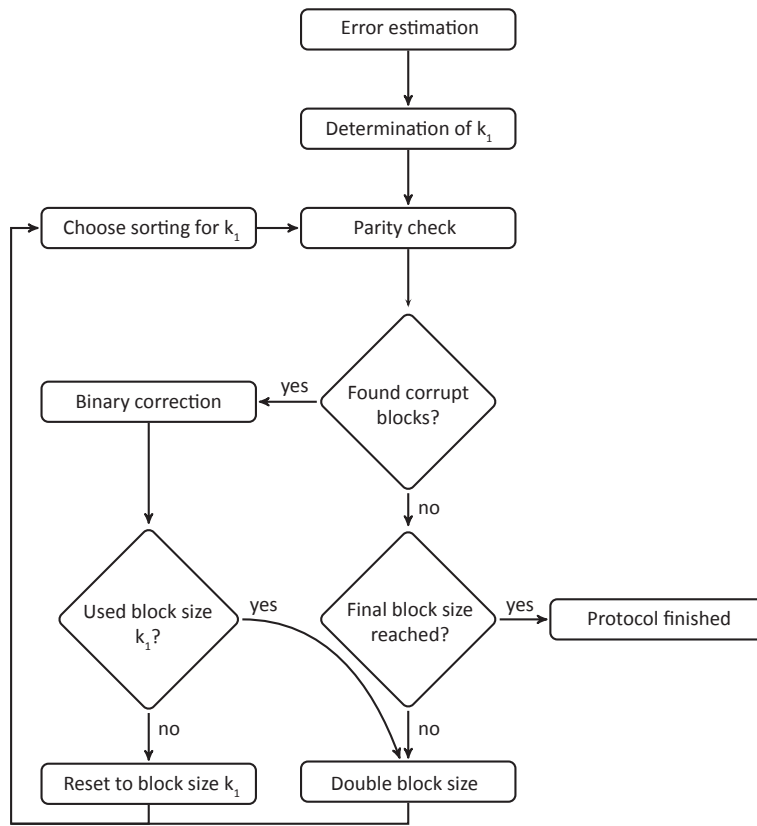 Error estimation
Determination of k₁
Choose sorting for k₁
Parity check
Found corrupt
blocks?
yes
Binary correction
no
Used block size
k₁?
yes
Final block size
reached?
yes
Protocol finished
no
no
Reset to block size k₁
Double block size